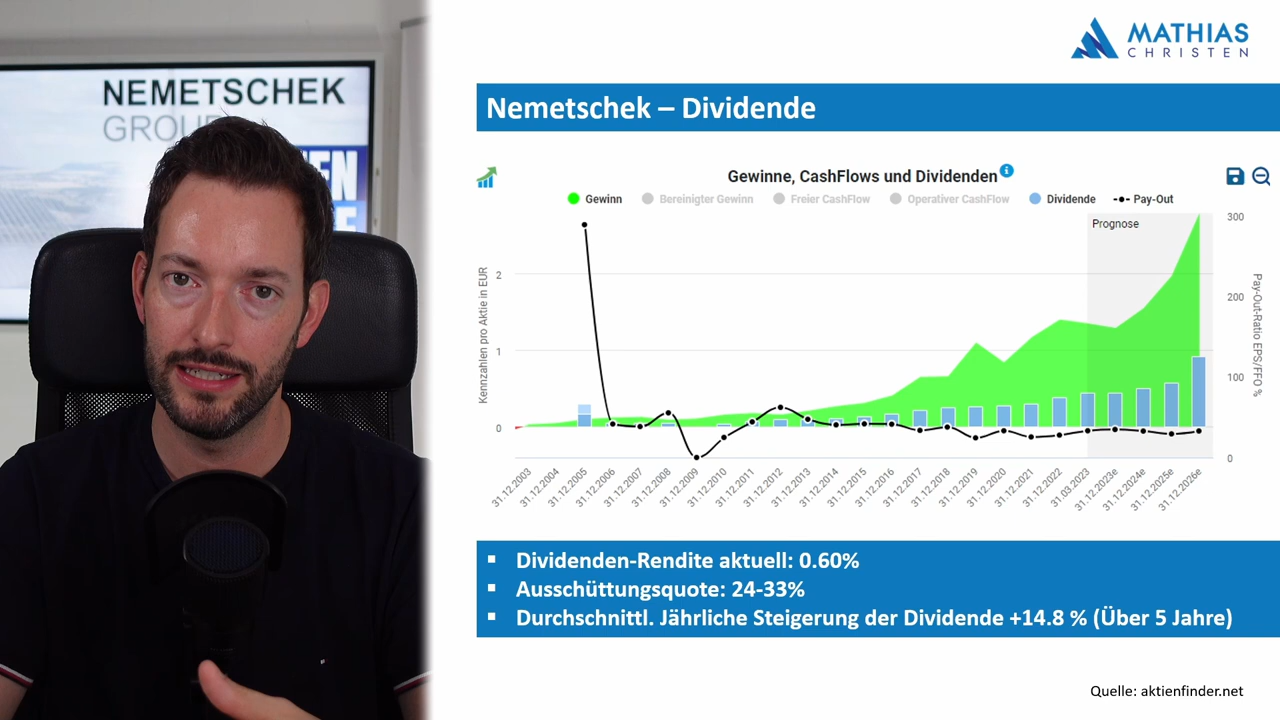 NEMETSCHEK
GROU
EN
E
MATHIAS
CHRISTEN
Nemetschek – Dividende
Gewinne, CashFlows und Dividenden
Gewinn Bereinigter Gewinn Freier CashFlow Operativer CashFlow Dividende Pay-Out
Prognose
Kennzahlen pro Aktie in EUR
2
1
0
300
200
100
0
Pay-Out-Ratio EPS/FFO %
31.12.2003
31.12.2004
31.12.2005
31.12.2006
31.12.2007
31.12.2008
31.12.2009
31.12.2010
31.12.2011
31.12.2012
31.12.2013
31.12.2014
31.12.2015
31.12.2016
31.12.2017
31.12.2018
31.12.2019
31.12.2020
31.12.2021
31.12.2022
31.03.2023
31.12.2023e
31.12.2024e
31.12.2025e
31.12.2026e
▪ Dividenden-Rendite aktuell: 0.60%
▪ Ausschüttungsquote: 24-33%
▪ Durchschnittl. Jährliche Steigerung der Dividende +14.8 % (Über 5 Jahre)
Quelle: aktienfinder.net